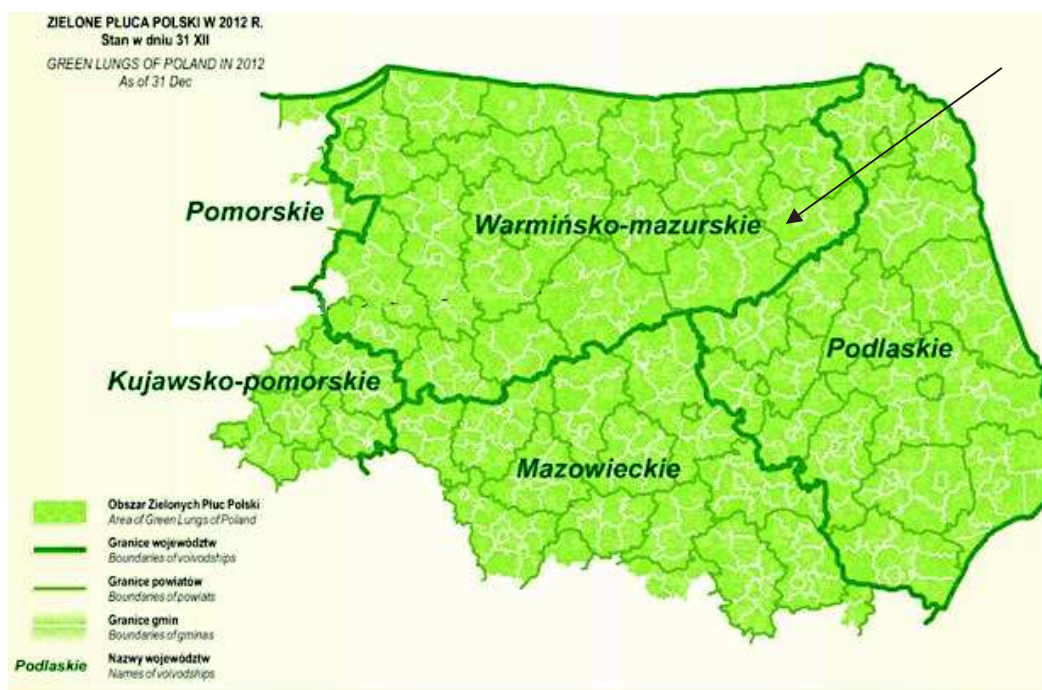 ZIELONE PŁUCA POLSKI W 2012 R.
Stan w dniu 31 XII
GREEN LUNGS OF POLAND IN 2012
As of 31 Dec
Pomorskie
Warmińsko-mazurskie
Podlaskie
Kujawsko-pomorskie
Mazowieckie
Obszar Zielonych Płuc Polski
Area of Green Lungs of Poland
Granice województw
Boundaries of voivodships
Granice powiatów
Boundaries of powiats
Granice gmin
Boundaries of gminas
Podlaskie
Nazwy województw
Names of voivodships